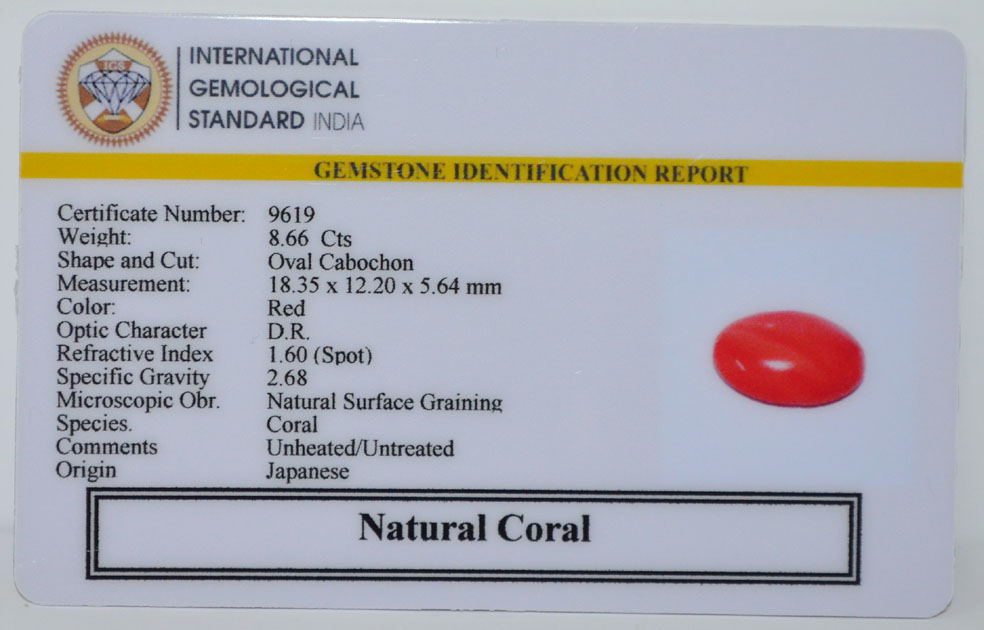 IGS
INTERNATIONAL
GEMOLOGICAL
STANDARD INDIA
GEMSTONE IDENTIFICATION REPORT
Certificate Number: 9619
Weight: 8.66 Cts
Shape and Cut: Oval Cabochon
Measurement: 18.35 x 12.20 x 5.64 mm
Color: Red
Optic Character D.R.
Refractive Index 1.60 (Spot)
Specific Gravity 2.68
Microscopic Obr. Natural Surface Graining
Species. Coral
Comments Unheated/Untreated
Origin Japanese
Natural Coral